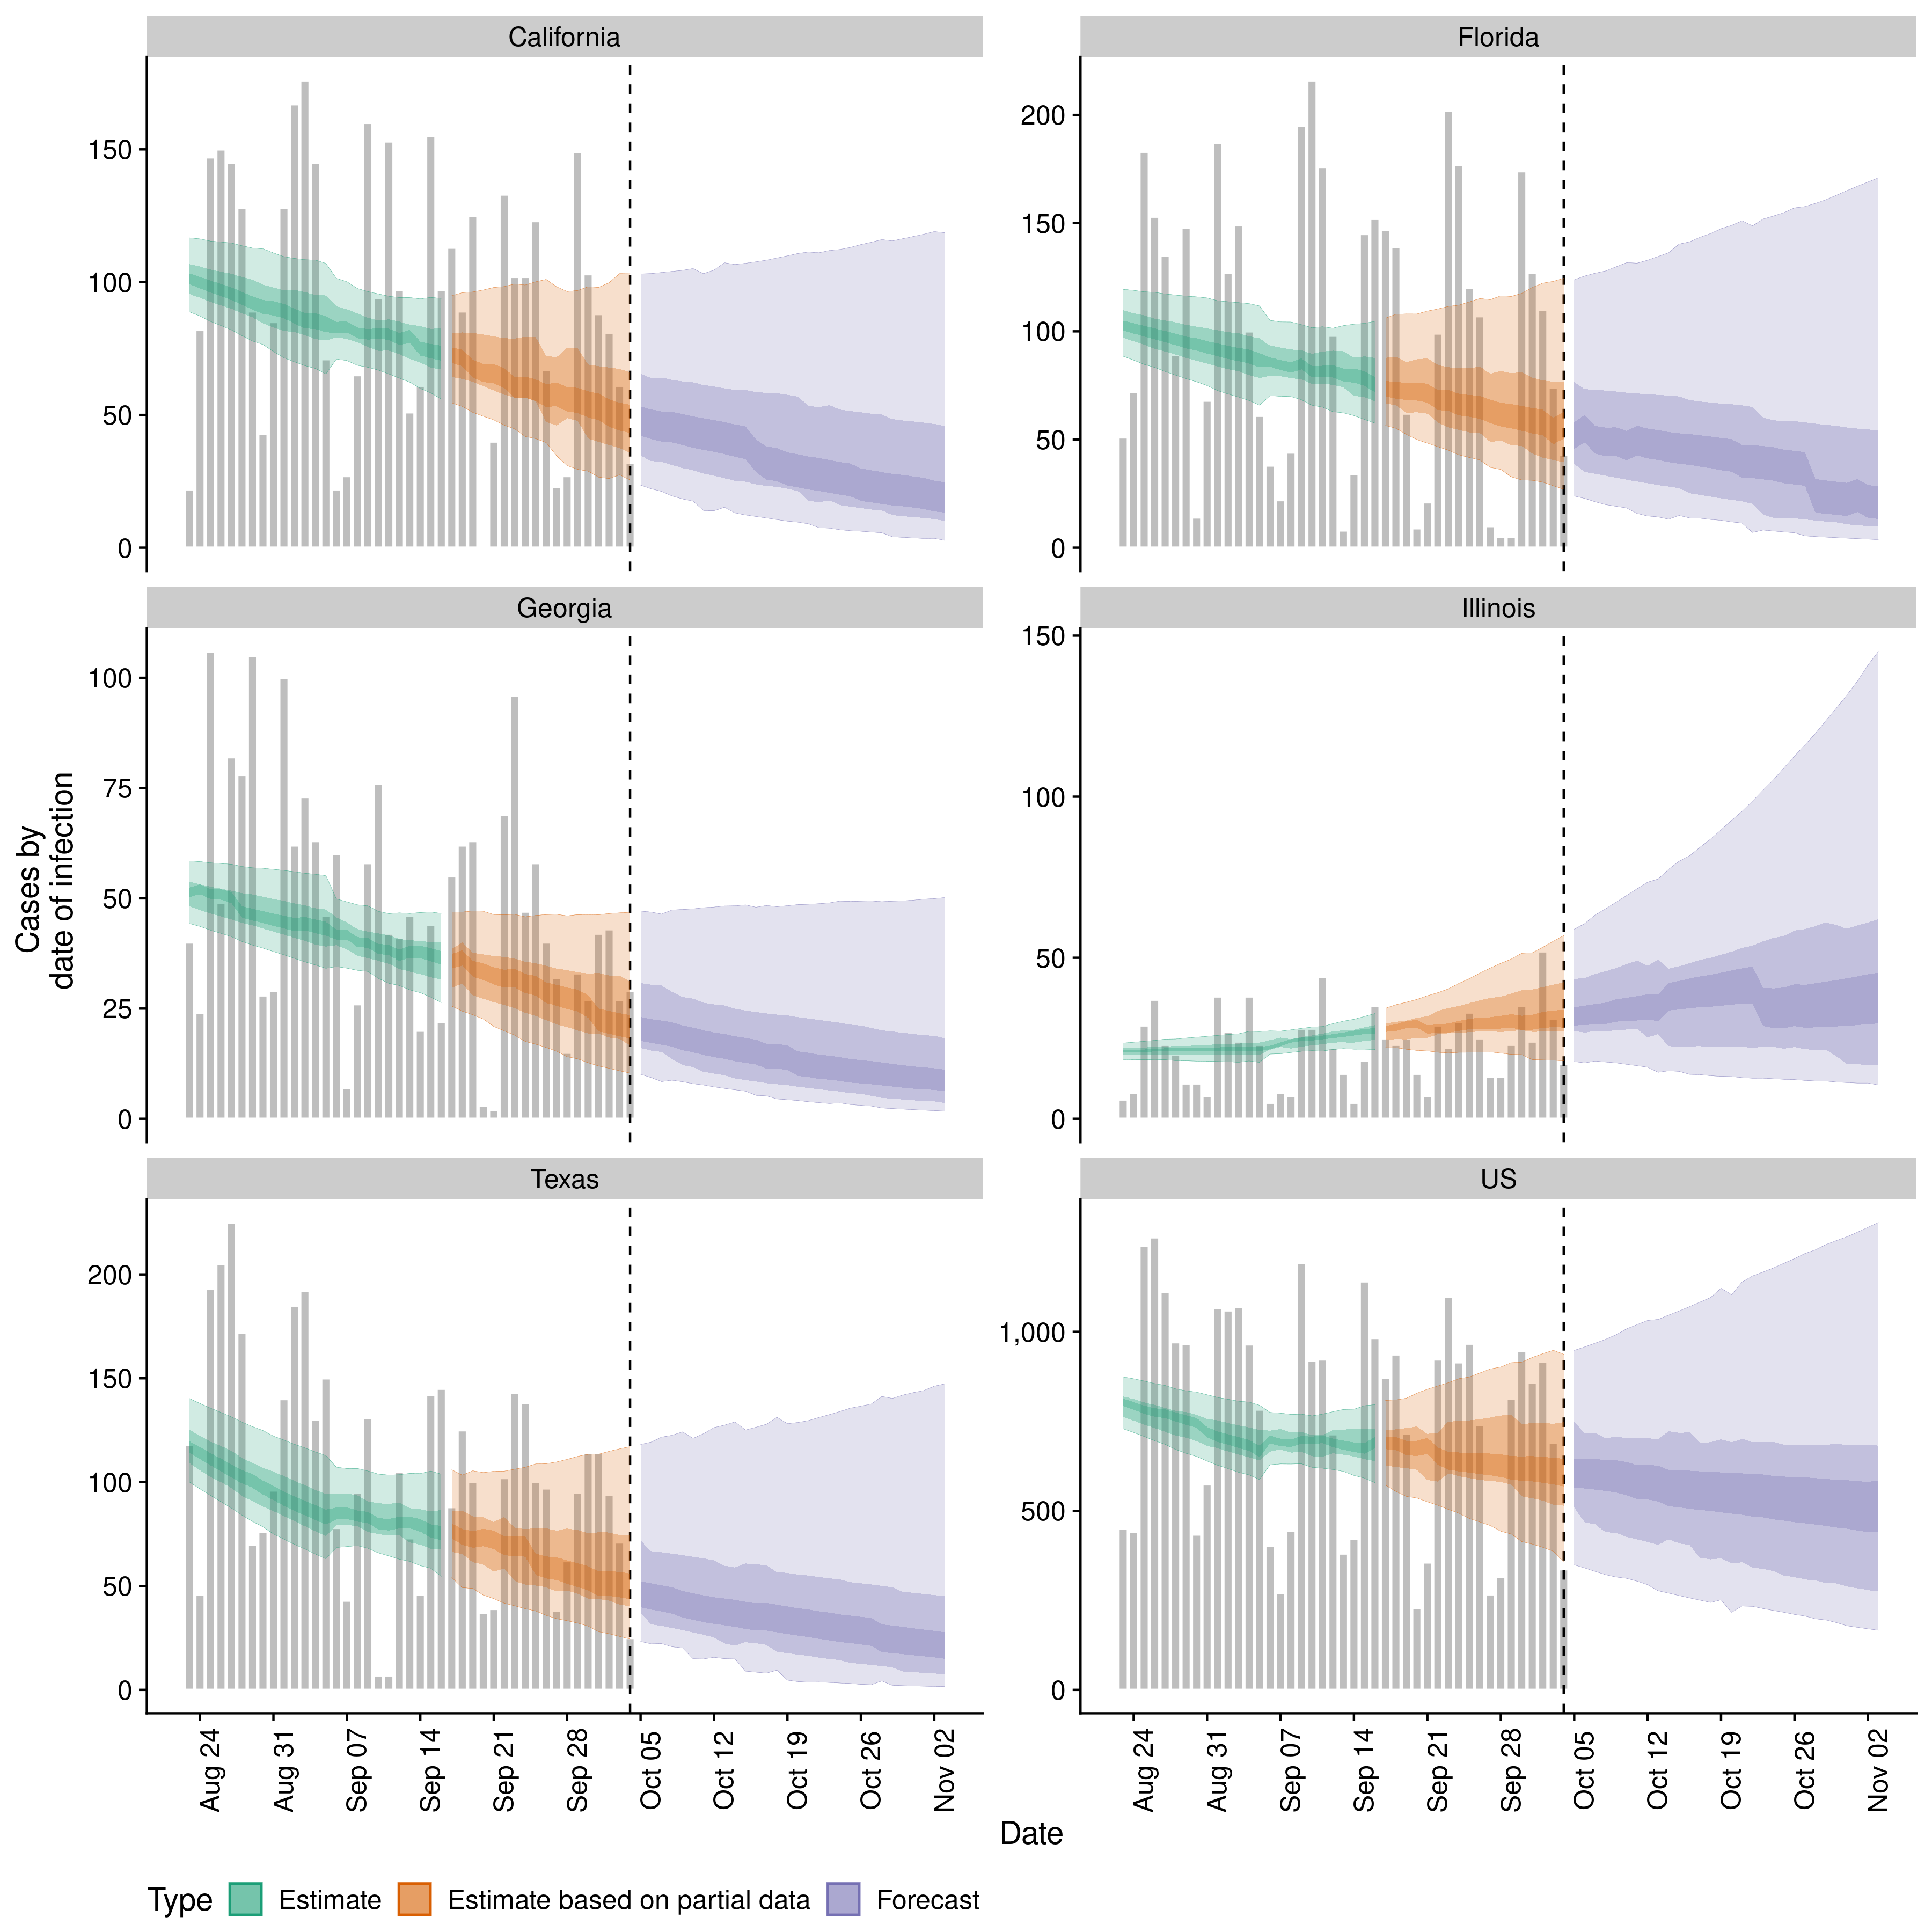 California
Florida
150
100
50
0
200
150
100
50
0
Georgia
Illinois
100
75
50
25
0
150
100
50
0
Cases by
date of infection
Texas
US
200
150
100
50
0
1,000
500
0
Aug 24
Aug 31
Sep 07
Sep 14
Sep 21
Sep 28
Oct 05
Oct 12
Oct 19
Oct 26
Nov 02
Aug 24
Aug 31
Sep 07
Sep 14
Sep 21
Sep 28
Oct 05
Oct 12
Oct 19
Oct 26
Nov 02
Date
Type Estimate Estimate based on partial data Forecast